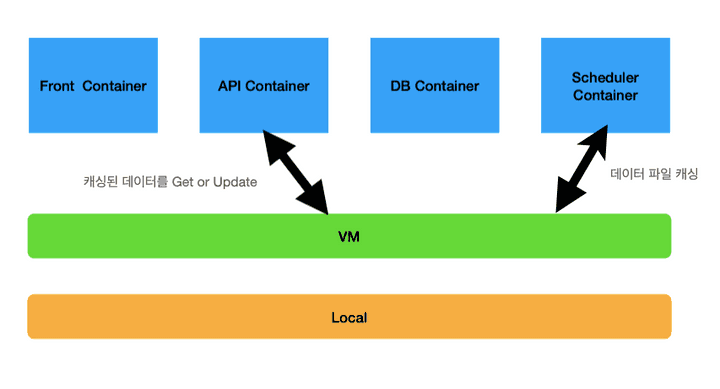 Front  Container
API Container
DB Container
Scheduler
Container
캐싱된 데이터를 Get or Update
데이터 파일 캐싱
VM
Local